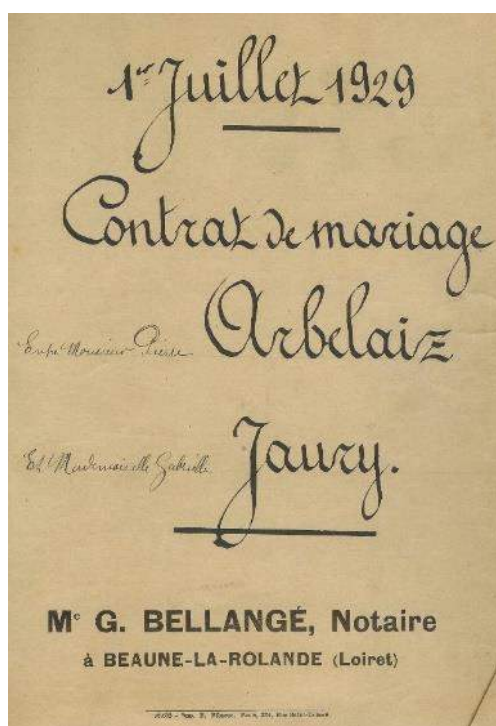 1er Juillet 1929
Contrat de mariage
Entre Monsieur Pierre Arbelaiz
Et Mademoiselle Gabrielle Jaury.
Me G. BELLANGÉ, Notaire
à BEAUNE-LA-ROLANDE (Loiret)